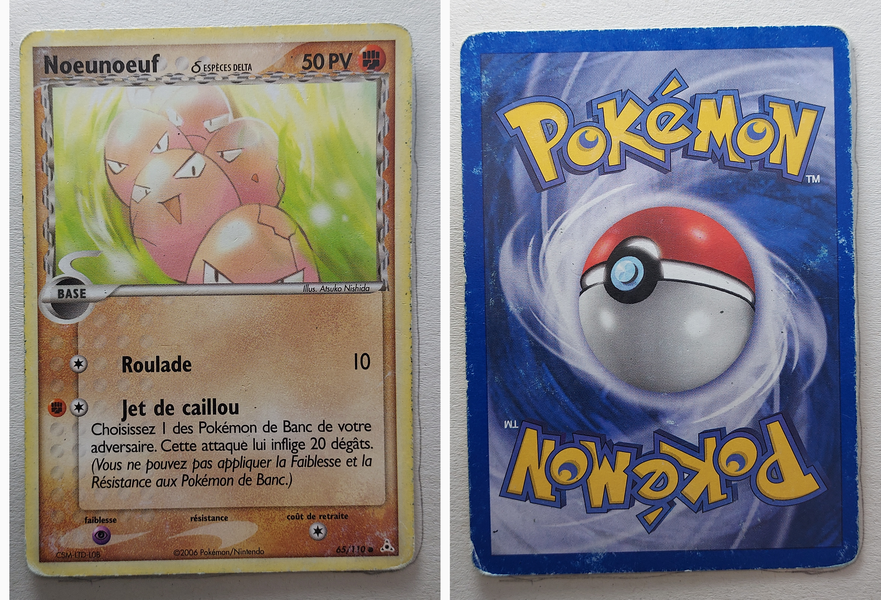 Noeunoeuf δ ESPÈCES DELTA 50 PV
Illus. Atsuko Nishida
BASE
Roulade 10
Jet de caillou
Choisissez 1 des Pokémon de Banc de votre
adversaire. Cette attaque lui inflige 20 dégâts.
(Vous ne pouvez pas appliquer la Faiblesse et la
Résistance aux Pokémon de Banc.)
faiblesse résistance coût de retraite
©2006 Pokémon/Nintendo 65/110
POKÉMON
TM
TM
POKÉMON